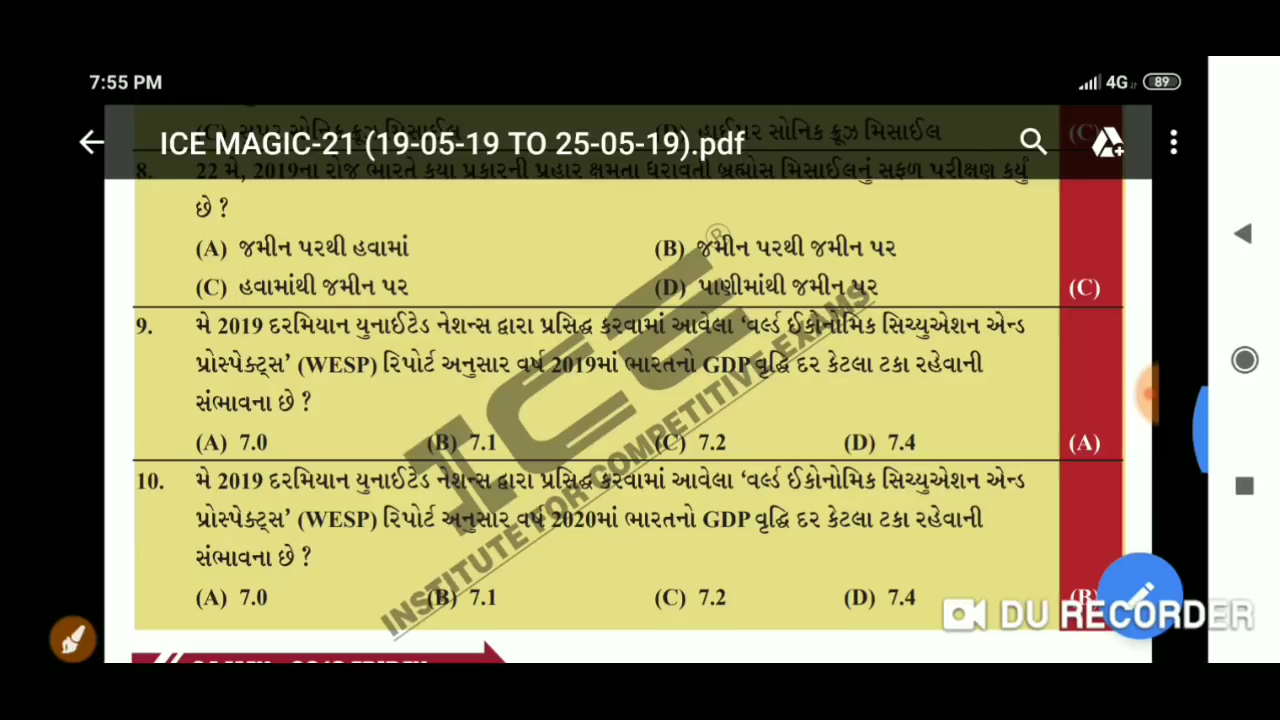 7:55 PM
4G 89
ICE MAGIC-21 (19-05-19 TO 25-05-19).pdf
(C) સુપર સોનિક ક્રૂઝ મિસાઈલ (D) હાઈપર સોનિક ક્રૂઝ મિસાઈલ (C)
8. 22 મે, 2019ના રોજ ભારતે કયા પ્રકારની પ્રહાર ક્ષમતા ધરાવતી બ્રહ્મોસ મિસાઈલનું સફળ પરીક્ષણ કર્યું
છે ?
(A) જમીન પરથી હવામાં (B) જમીન પરથી જમીન પર
(C) હવામાંથી જમીન પર (D) પાણીમાંથી જમીન પર (C)
9. મે 2019 દરમિયાન યુનાઈટેડ નેશન્સ દ્વારા પ્રસિદ્ધ કરવામાં આવેલા ‘વર્લ્ડ ઈકોનોમિક સિચ્યુએશન એન્ડ
પ્રોસ્પેક્ટ્સ’ (WESP) રિપોર્ટ અનુસાર વર્ષ 2019માં ભારતનો GDP વૃદ્ધિ દર કેટલા ટકા રહેવાની
સંભાવના છે ?
(A) 7.0 (B) 7.1 (C) 7.2 (D) 7.4 (A)
10. મે 2019 દરમિયાન યુનાઈટેડ નેશન્સ દ્વારા પ્રસિદ્ધ કરવામાં આવેલા ‘વર્લ્ડ ઈકોનોમિક સિચ્યુએશન એન્ડ
પ્રોસ્પેક્ટ્સ’ (WESP) રિપોર્ટ અનુસાર વર્ષ 2020માં ભારતનો GDP વૃદ્ધિ દર કેટલા ટકા રહેવાની
સંભાવના છે ?
(A) 7.0 (B) 7.1 (C) 7.2 (D) 7.4 (B)
ICE ®
INSTITUTE FOR COMPETITIVE EXAMS
DU RECORDER